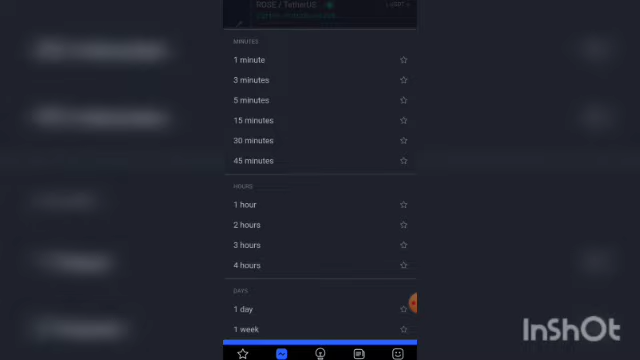 ROSE / TetherUS
MINUTES
1 minute
3 minutes
5 minutes
15 minutes
30 minutes
45 minutes
HOURS
1 hour
2 hours
3 hours
4 hours
DAYS
1 day
1 week
InShOt